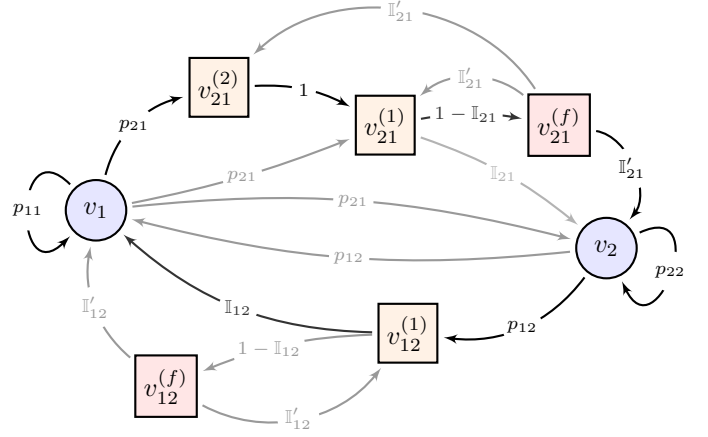 𝕀′₂₁
v₂₁⁽²⁾
1
𝕀′₂₁
v₂₁⁽¹⁾
1 − 𝕀₂₁
v₂₁⁽ᶠ⁾
p₂₁
p₂₁
𝕀₂₁
𝕀′₂₁
p₁₁
v₁
p₂₁
p₁₂
v₂
p₂₂
𝕀₁₂
𝕀′₁₂
v₁₂⁽¹⁾
p₁₂
1 − 𝕀₁₂
v₁₂⁽ᶠ⁾
𝕀′₁₂